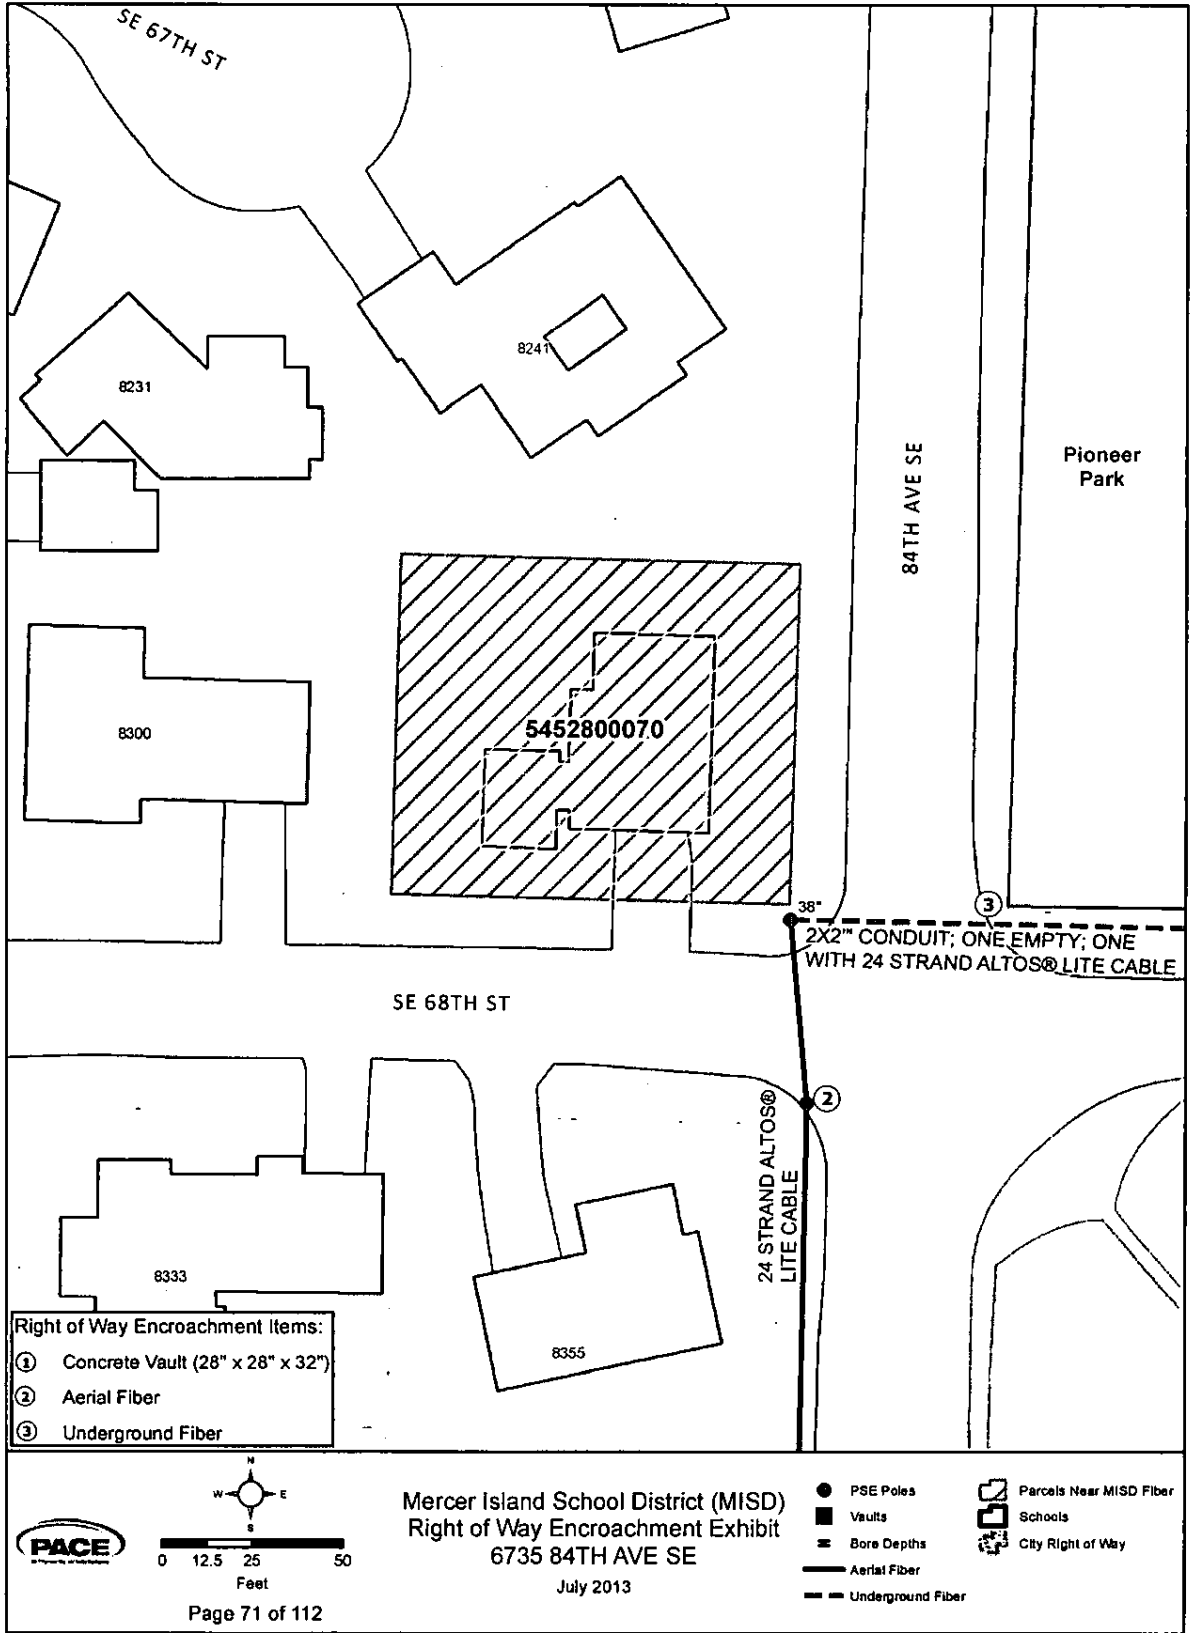 SE 67TH ST
8241
8231
84TH AVE SE
Pioneer
Park
5452800070
8300
38"
3
2X2"' CONDUIT; ONE EMPTY; ONE
WITH 24 STRAND ALTOS® LITE CABLE
SE 68TH ST
2
24 STRAND ALTOS®
LITE CABLE
8333
8355
Right of Way Encroachment Items:
1 Concrete Vault (28" x 28" x 32")
2 Aerial Fiber
3 Underground Fiber
N
W E
S
PACE
0 12.5 25 50
Feet
Page 71 of 112
Mercer Island School District (MISD)
Right of Way Encroachment Exhibit
6735 84TH AVE SE
July 2013
PSE Poles
Vaults
Bore Depths
Aerial Fiber
Underground Fiber
Parcels Near MISD Fiber
Schools
City Right of Way